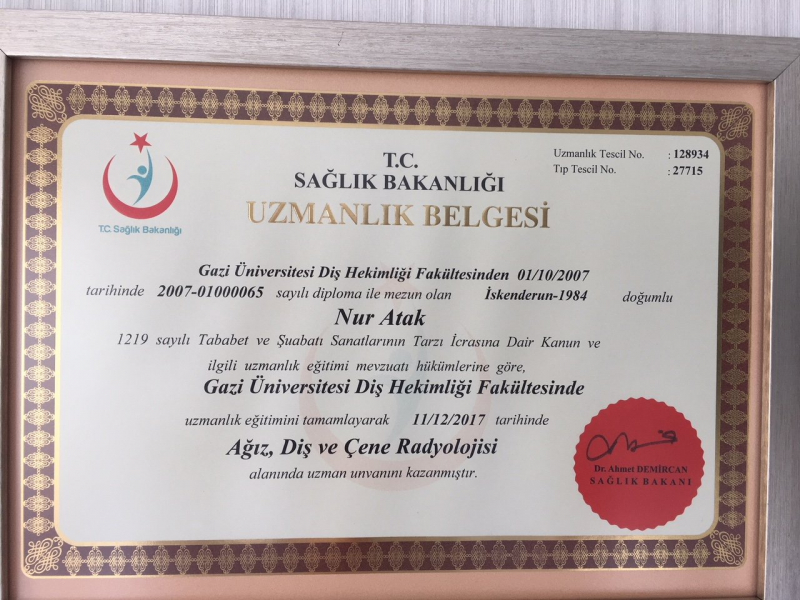 T.C. Sağlık Bakanlığı
T.C.
SAĞLIK BAKANLIĞI
UZMANLIK BELGESİ
Uzmanlık Tescil No. : 128934
Tıp Tescil No. : 27715
Gazi Üniversitesi Diş Hekimliği Fakültesinden 01/10/2007
tarihinde 2007-01000065 sayılı diploma ile mezun olan İskenderun-1984 doğumlu
Nur Atak
1219 sayılı Tababet ve Şuabatı Sanatlarının Tarzı İcrasına Dair Kanun ve
ilgili uzmanlık eğitimi mevzuatı hükümlerine göre,
Gazi Üniversitesi Diş Hekimliği Fakültesinde
uzmanlık eğitimini tamamlayarak 11/12/2017 tarihinde
Ağız, Diş ve Çene Radyolojisi
alanında uzman unvanını kazanmıştır.
Dr. Ahmet DEMİRCAN
SAĞLIK BAKANI